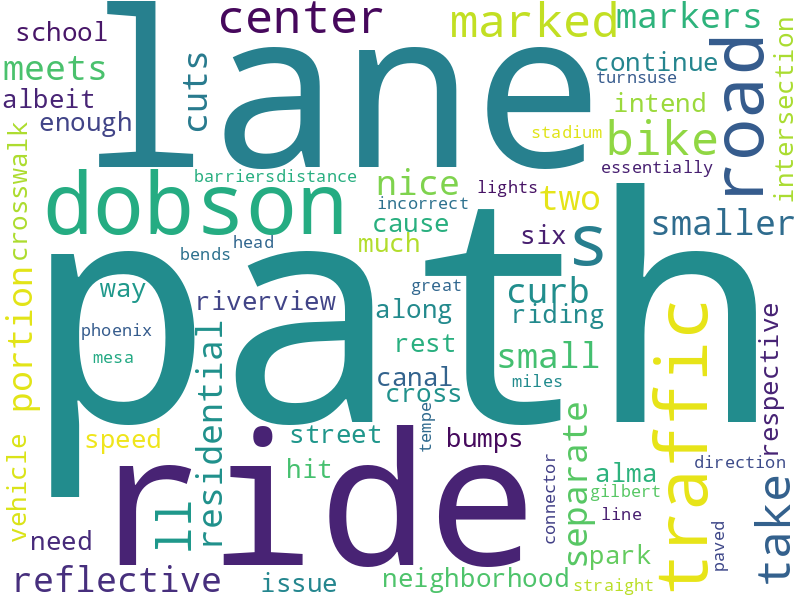 school
center
marked
markers
lane
meets
cuts
continue
turnsuse
road
intersection
albeit
enough
intend
stadium
bike
crosswalk
barriersdistance
essentially
dobson
nice
lights
two
incorrect
cause
s
smaller
path
much
six
bends
head
way
riverview
great
curb
along
riding
portion
phoenix
mesa
residential
rest
small
traffic
respective
canal
miles
cross
tempe
speed
street
bumps
separate
vehicle
ride
ll
hit
connector
alma
direction
gilbert
line
take
need
paved
park
reflective
issue
neighborhood
straight